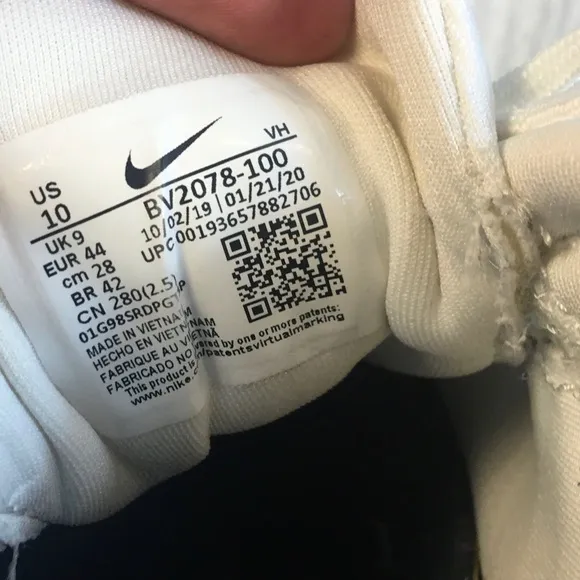 VH
US
10
BV2078-100
10/02/19 01/21/20
UPC 00193657882706
UK 9
EUR 44
cm 28
BR 42
CN 280(2.5)
MADE IN VIETNAM
HECHO EN VIETNAM
FABRIQUE AU VIETNAM
FABRICADO NO VIETNÃ
This product is covered by one or more patents:
www.nike. /patentsvirtualmarking